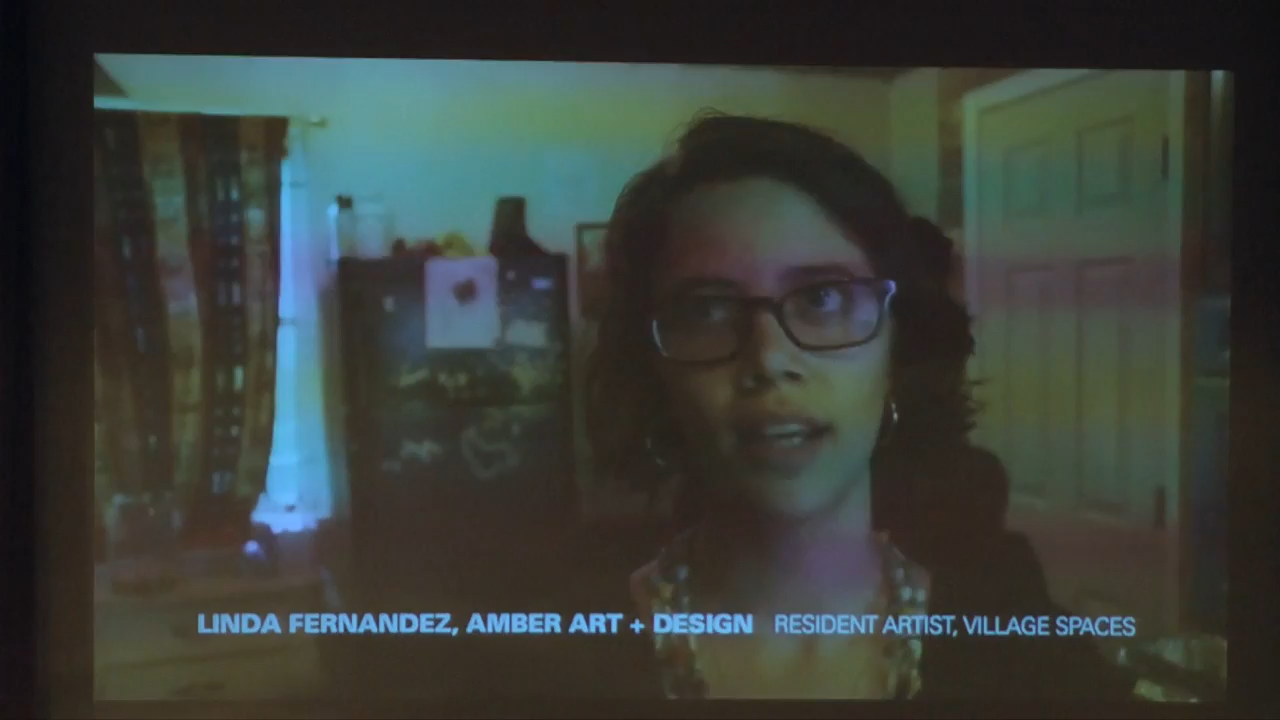 LINDA FERNANDEZ, AMBER ART + DESIGN RESIDENT ARTIST, VILLAGE SPACES